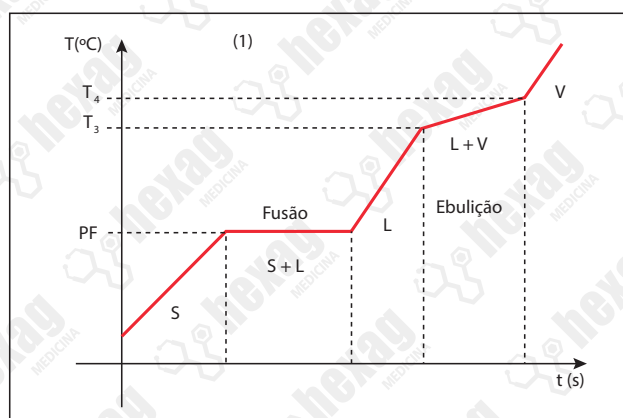 T(ºC)
(1)
T4
T3
V
L + V
Fusão
Ebulição
L
PF
S + L
S
t (s)
hexag
MEDICINA